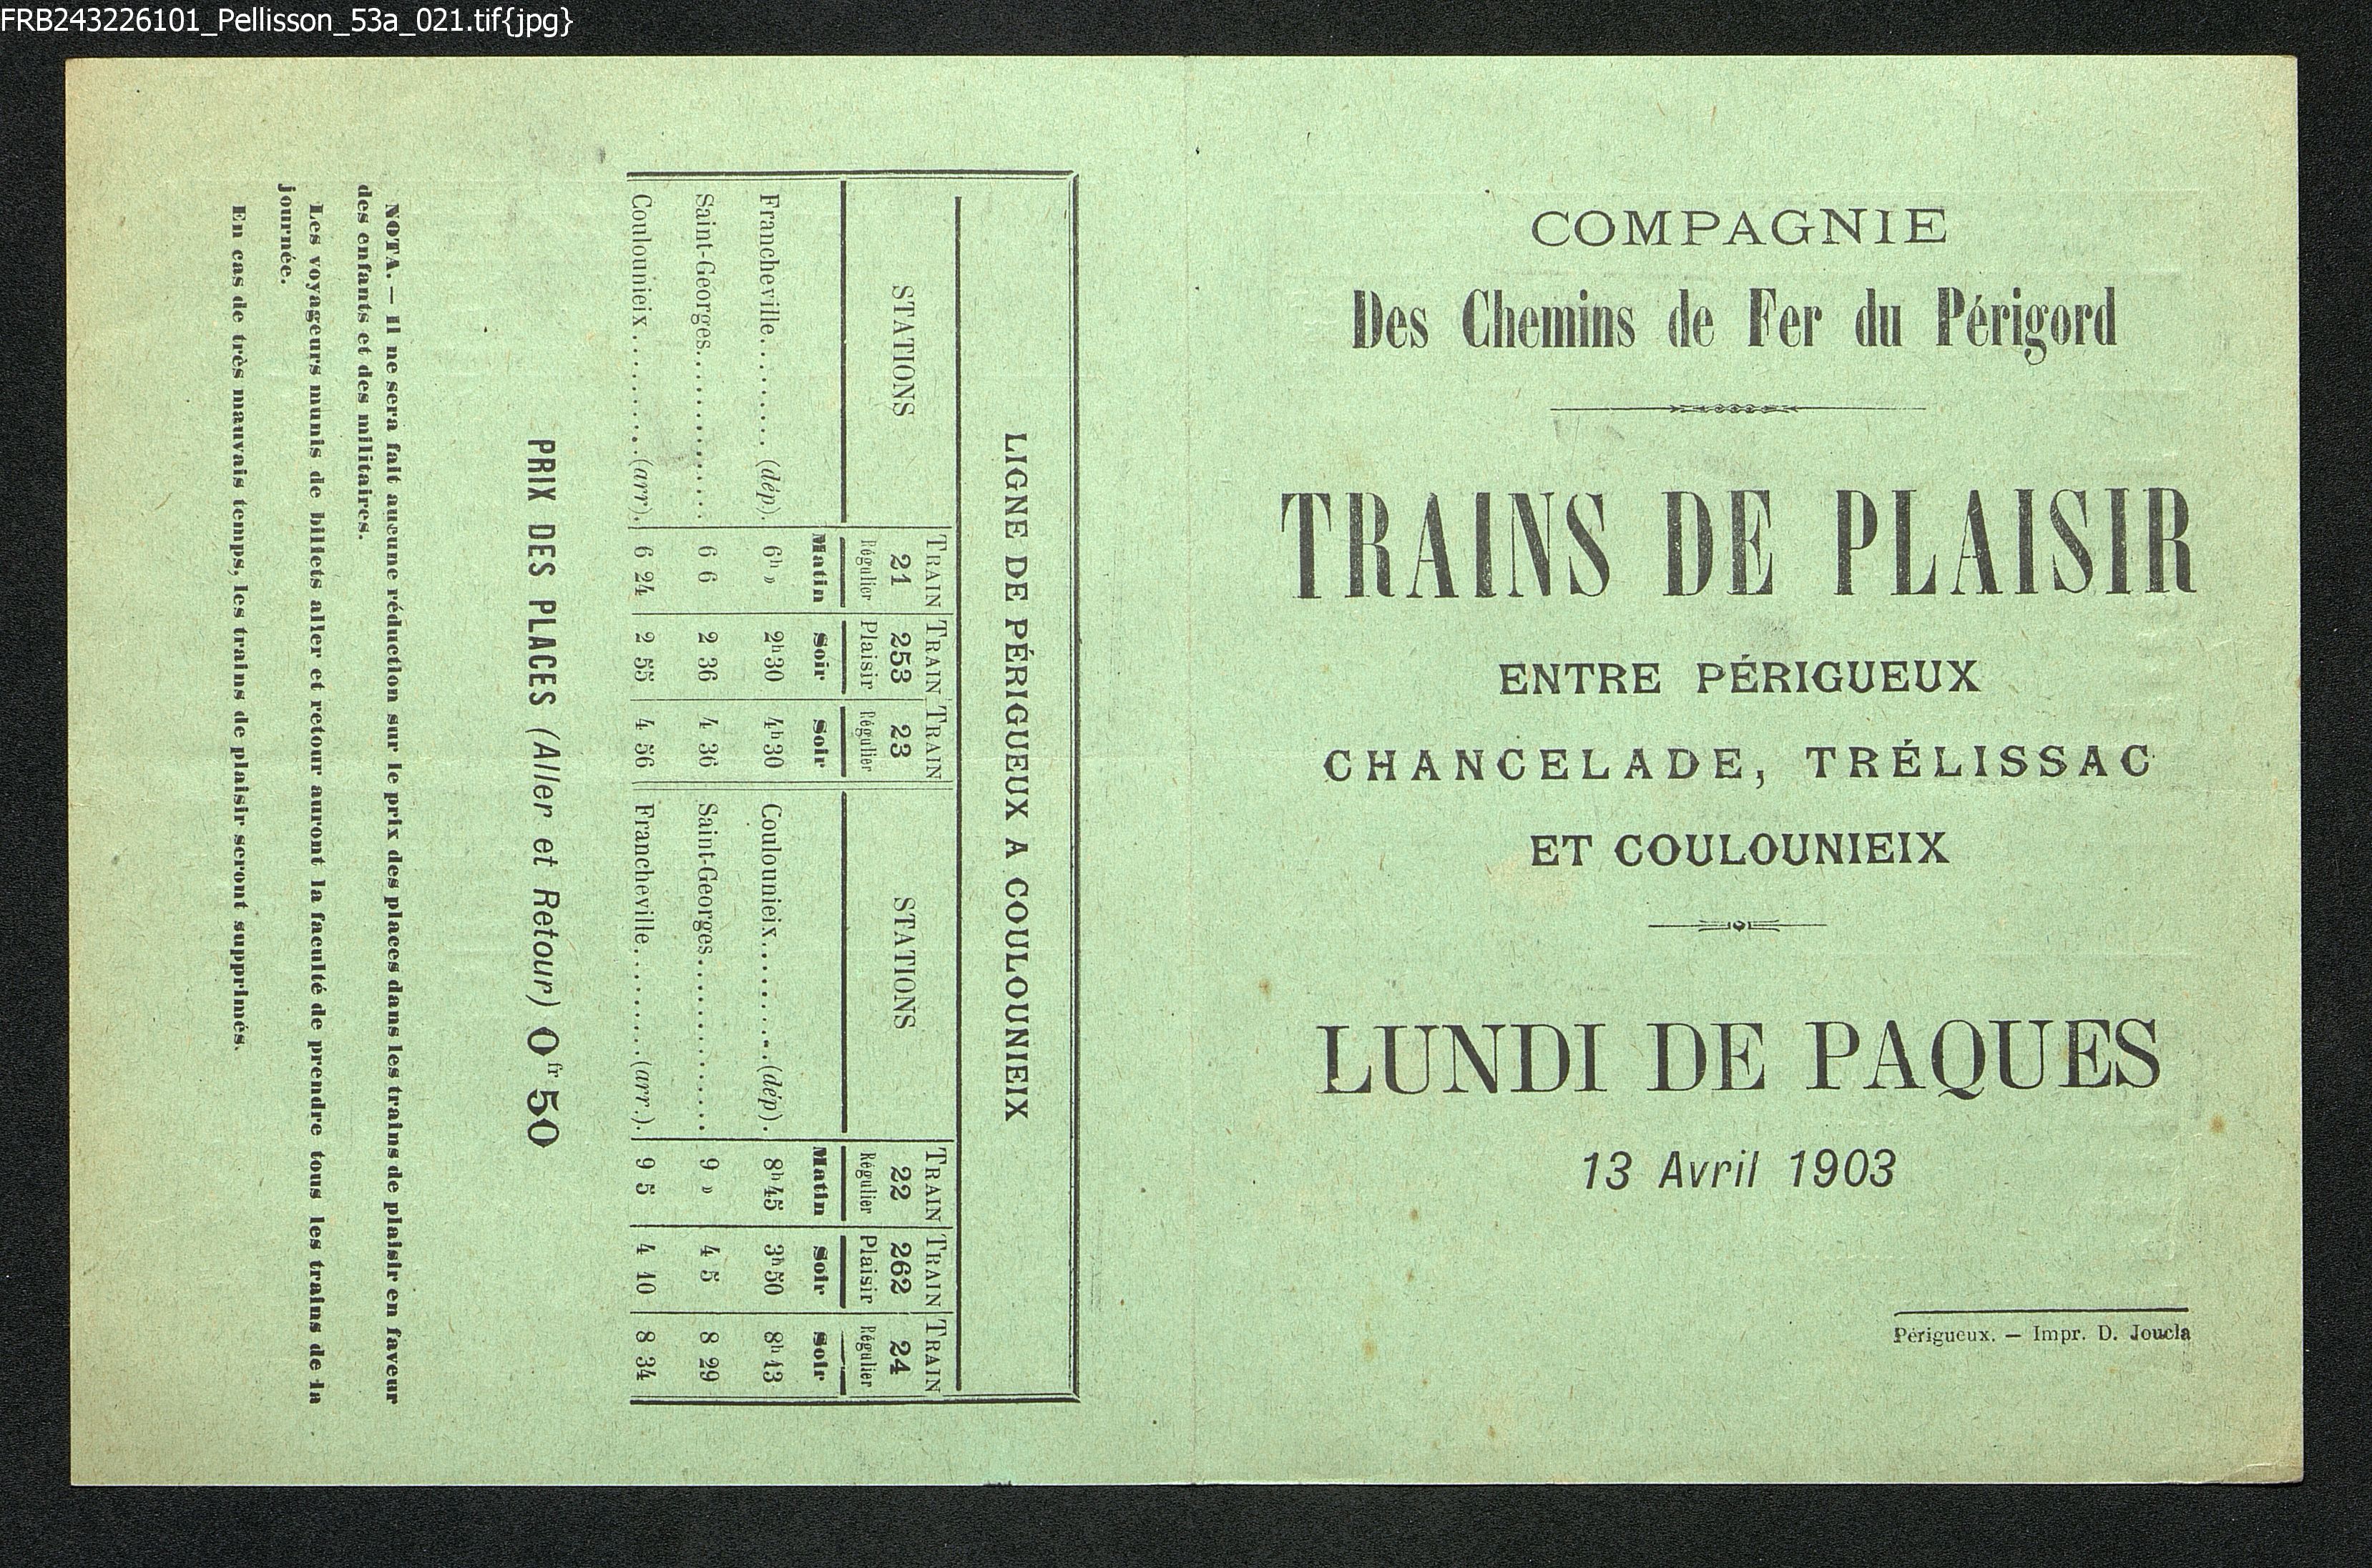 FRB243226101_Pellisson_53a_021.tif{jpg}
COMPAGNIE
Des Chemins de Fer du Périgord
TRAINS DE PLAISIR
ENTRE PÉRIGUEUX
CHANCELADE, TRÉLISSAC
ET COULOUNIEIX
LUNDI DE PAQUES
13 Avril 1903
Périgueux. — Impr. D. Joucla
LIGNE DE PÉRIGUEUX A COULOUNIEIX
STATIONS TRAIN 21 Régulier TRAIN 253 Plaisir TRAIN 23 Régulier STATIONS TRAIN 22 Régulier TRAIN 262 Plaisir TRAIN 24 Régulier
Matin Soir Soir Matin Soir Soir
Francheville.......... (dép). 6h » 2h30 4h30 Coulounieix..........(dép). 8h45 3h50 8h13
Saint-Georges.............. 6 6 2 36 4 36 Saint-Georges.............. 9 » 4 5 8 29
Coulounieix..........(arr). 6 24 2 55 4 56 Francheville..........(arr.). 9 5 4 10 8 34
PRIX DES PLACES (Aller et Retour) 0fr50
NOTA. — Il ne sera fait aucune réduction sur le prix des places dans les trains de plaisir en faveur
des enfants et des militaires.
Les voyageurs munis de billets aller et retour auront la faculté de prendre tous les trains de la
journée.
En cas de très mauvais temps, les trains de plaisir seront supprimés.